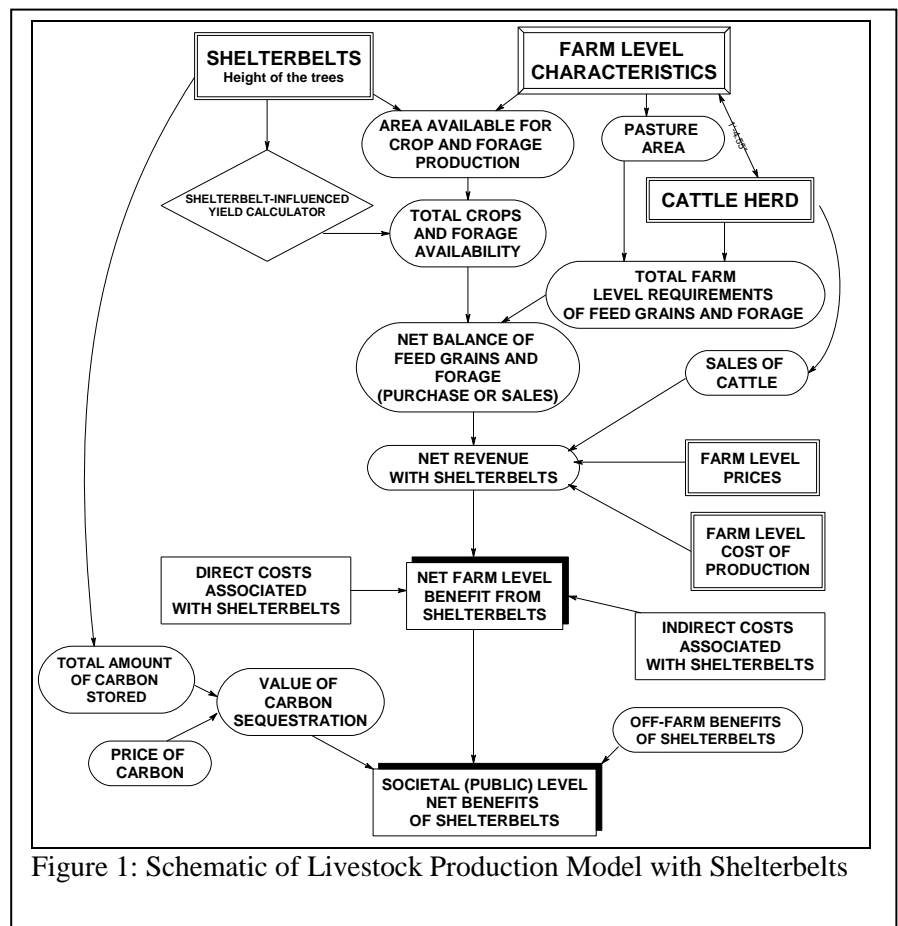 SHELTERBELTS
Height of the trees
FARM LEVEL
CHARACTERISTICS
AREA AVAILABLE FOR
CROP AND FORAGE
PRODUCTION
PASTURE
AREA
1'-4.55"
SHELTERBELT-INFLUENCED
YIELD CALCULATOR
TOTAL CROPS
AND FORAGE
AVAILABILITY
CATTLE HERD
TOTAL FARM
LEVEL REQUIREMENTS
OF FEED GRAINS AND FORAGE
NET BALANCE OF
FEED GRAINS AND
FORAGE
(PURCHASE OR SALES)
SALES OF
CATTLE
NET REVENUE
WITH SHELTERBELTS
FARM LEVEL
PRICES
FARM LEVEL
COST OF
PRODUCTION
DIRECT COSTS
ASSOCIATED
WITH SHELTERBELTS
NET FARM LEVEL
BENEFIT FROM
SHELTERBELTS
INDIRECT COSTS
ASSOCIATED
WITH SHELTERBELTS
TOTAL AMOUNT
OF CARBON
STORED
VALUE OF
CARBON
SEQUESTRATION
OFF-FARM BENEFITS
OF SHELTERBELTS
PRICE OF
CARBON
SOCIETAL (PUBLIC) LEVEL
NET BENEFITS
OF SHELTERBELTS
Figure 1: Schematic of Livestock Production Model with Shelterbelts